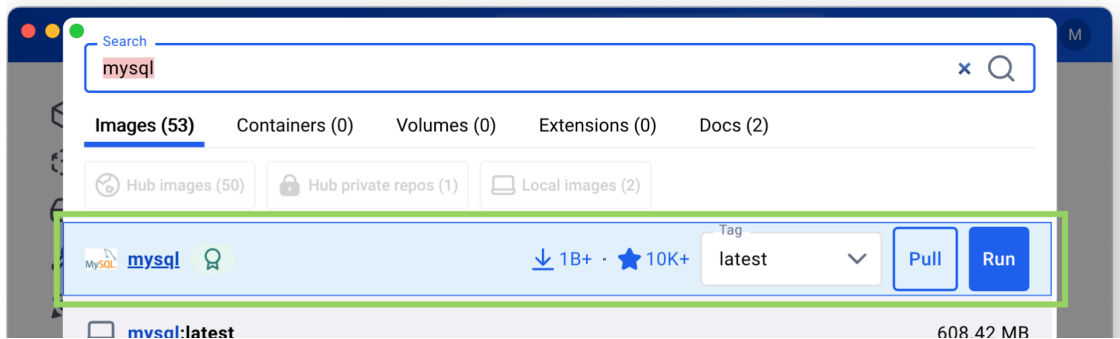 M
Search
mysql
Images (53) Containers (0) Volumes (0) Extensions (0) Docs (2)
Hub images (50) Hub private repos (1) Local images (2)
MySQL mysql 1B+ · 10K+ Tag latest Pull Run
mysql:latest 608.42 MB